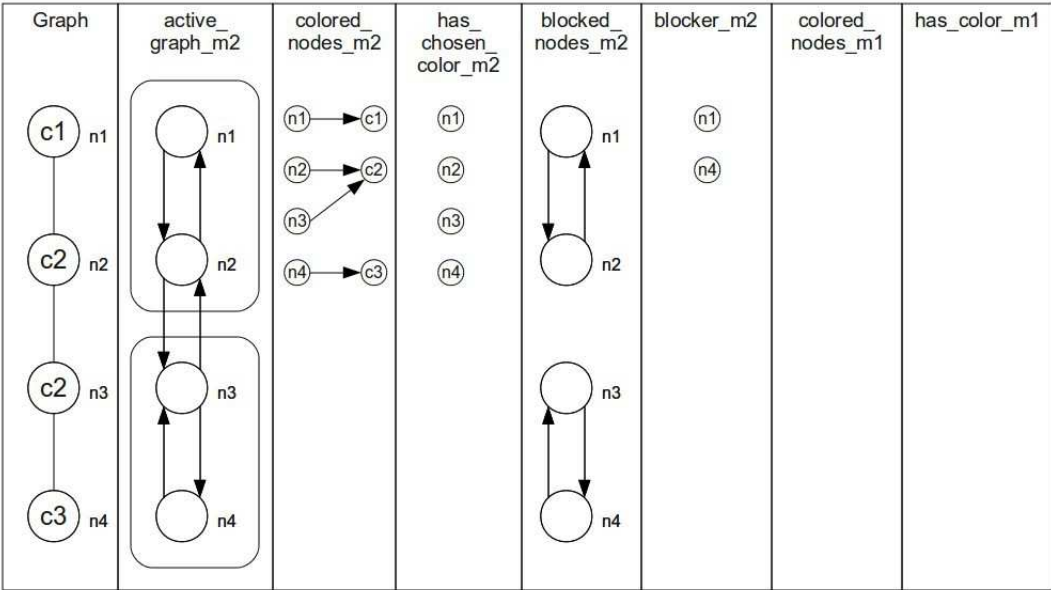 Graph
active_
graph_m2
colored_
nodes_m2
has_
chosen_
color_m2
blocked_
nodes_m2
blocker_m2
colored_
nodes_m1
has_color_m1
c1 n1
c2 n2
c2 n3
c3 n4
n1
n2
n3
n4
n1 c1
n2 c2
n3
n4 c3
n1
n2
n3
n4
n1
n2
n3
n4
n1
n4